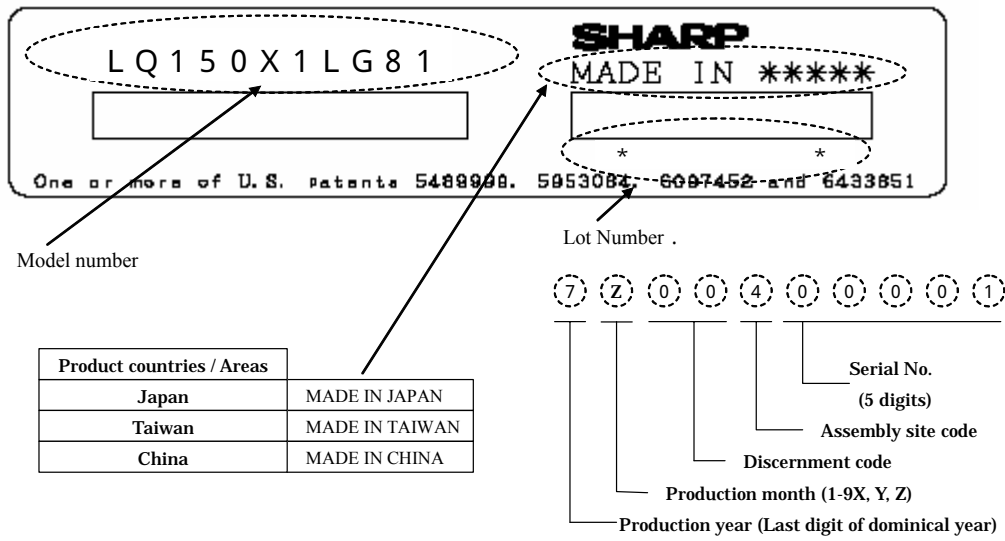 SHARP
LQ150X1LG81
MADE IN *****
* *
One or more of U.S. Patents 5489999. 5953084. 6097452 and 6433851
Model number
Lot Number .
7 Z 0 0 4 0 0 0 0 1
Product countries / Areas
Japan MADE IN JAPAN
Taiwan MADE IN TAIWAN
China MADE IN CHINA
Serial No.
(5 digits)
Assembly site code
Discernment code
Production month (1-9X, Y, Z)
Production year (Last digit of dominical year)